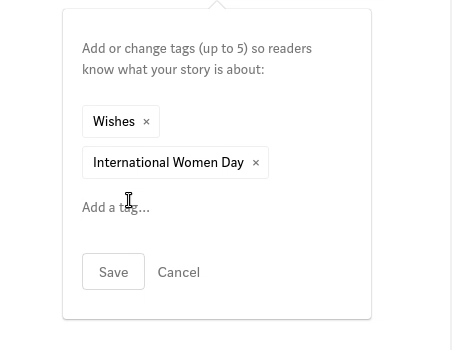 Add or change tags (up to 5) so readers
know what your story is about:
Wishes ×
International Women Day ×
Add a tag...
Save Cancel